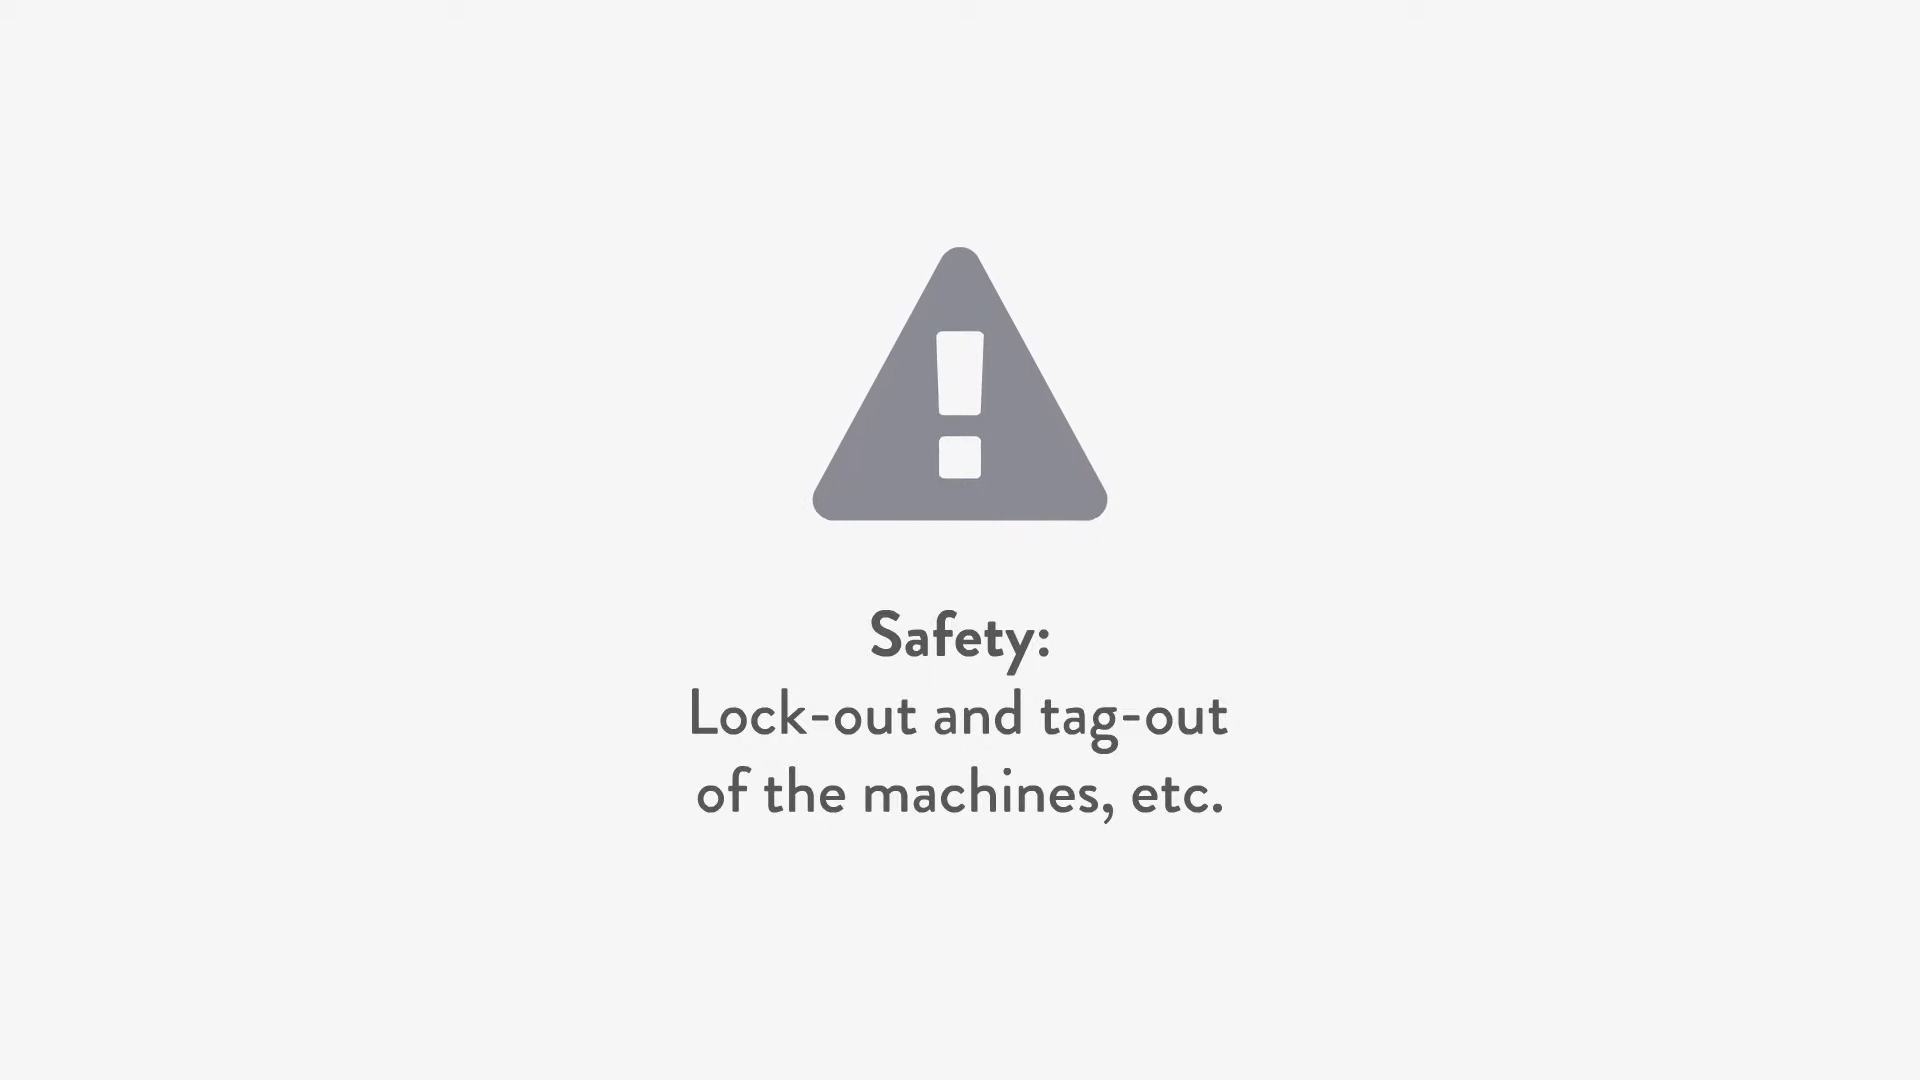 Safety:
Lock-out and tag-out
of the machines, etc.